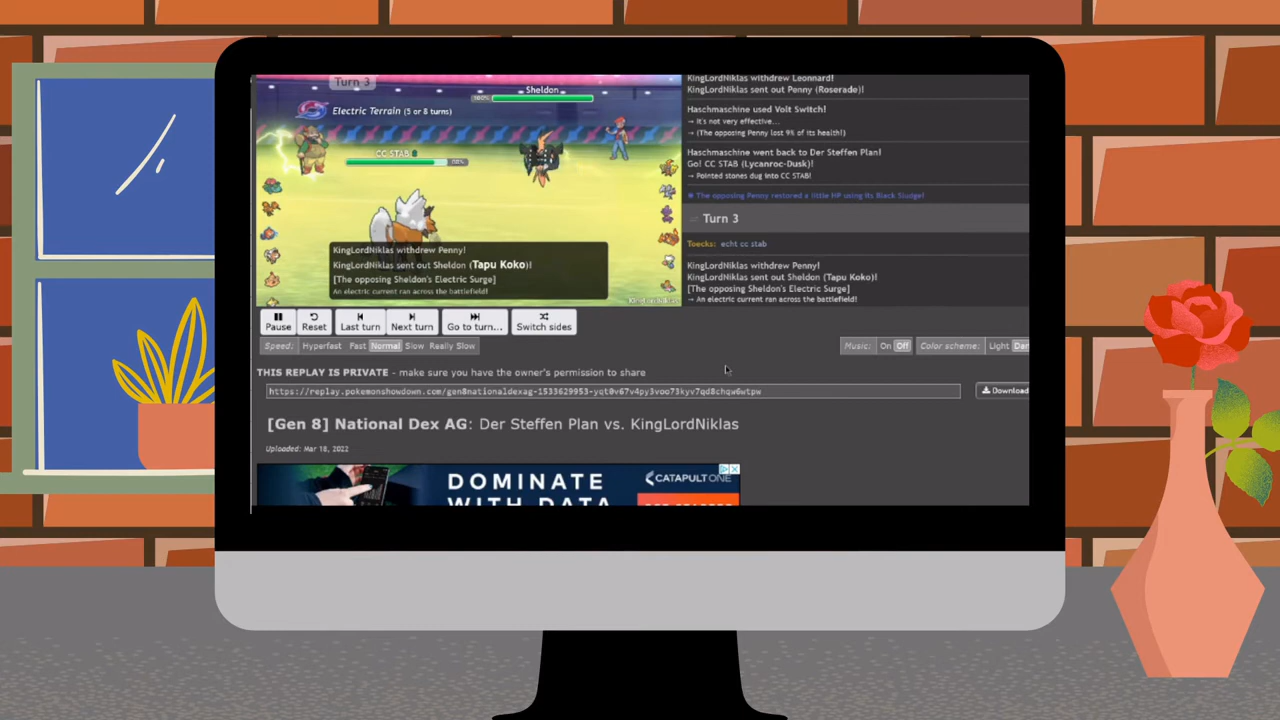 Turn 3
Sheldon
100%
Electric Terrain (5 or 8 turns)
CC STAB
88%
KingLordNiklas withdrew Penny!
KingLordNiklas sent out Sheldon (Tapu Koko)!
[The opposing Sheldon's Electric Surge]
An electric current ran across the battlefield!
KingLordNiklas
KingLordNiklas withdrew Leonnard!
KingLordNiklas sent out Penny (Roserade)!
Haschmaschine used Volt Switch!
→ It's not very effective...
→ (The opposing Penny lost 9% of its health!)
Haschmaschine went back to Der Steffen Plan!
Go! CC STAB (Lycanroc-Dusk)!
→ Pointed stones dug into CC STAB!
The opposing Penny restored a little HP using its Black Sludge!
Turn 3
Toecks: echt cc stab
KingLordNiklas withdrew Penny!
KingLordNiklas sent out Sheldon (Tapu Koko)!
[The opposing Sheldon's Electric Surge]
→ An electric current ran across the battlefield!
Pause Reset Last turn Next turn Go to turn... Switch sides
Speed: Hyperfast Fast Normal Slow Really Slow
Music: On Off Color scheme: Light Dar
THIS REPLAY IS PRIVATE - make sure you have the owner's permission to share
Download
[Gen 8] National Dex AG: Der Steffen Plan vs. KingLordNiklas
Uploaded: Mar 18, 2022
DOMINATE
WITH DATA
CATAPULTONE